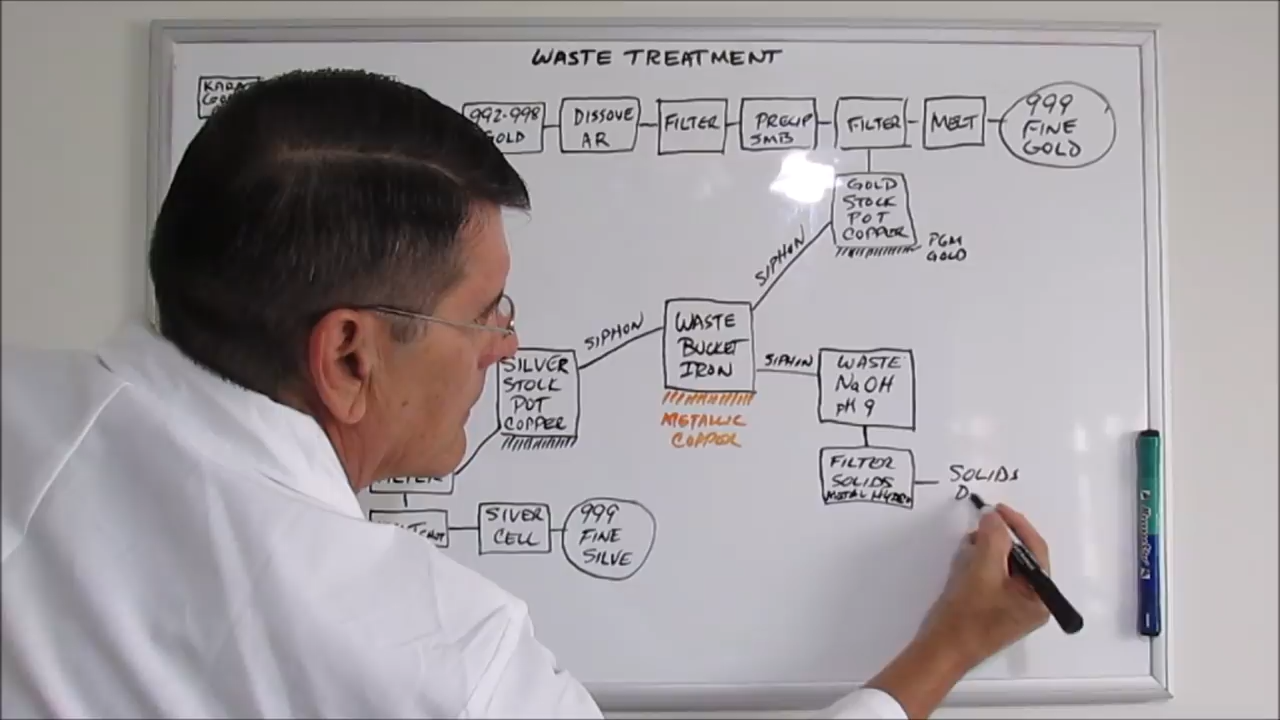 WASTE TREATMENT
992-998
GOLD
DISSOVE
AR
FILTER
PRECIP
SMB
FILTER
MELT
999
FINE
GOLD
GOLD
STOCK
POT
COPPER
PGM
GOLD
SIPHON
SIPHON
WASTE
BUCKET
IRON
METALLIC
COPPER
SIPHON
WASTE
NaOH
pH 9
SILVER
STOCK
POT
COPPER
FILTER
SOLIDS
METAL HYDROX
SOLIDS
D
FILTER
SIVER
CELL
999
FINE
SILVE